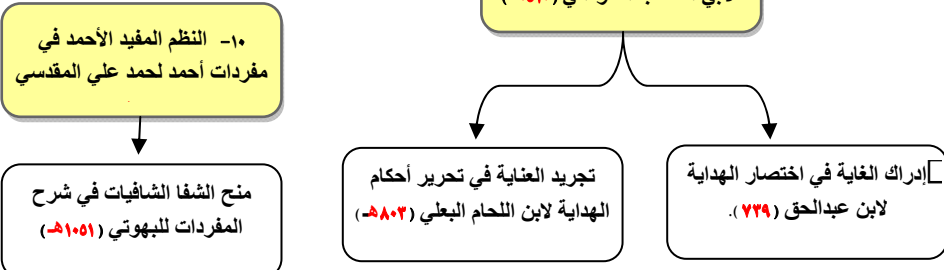 ١٠- النظم المفيد الأحمد في
مفردات أحمد لحمد علي المقدسي
.
إدراك الغاية في اختصار الهداية
لابن عبدالحق (٧٣٩).
تجريد العناية في تحرير أحكام
الهداية لابن اللحام البعلي (٨٠٣هـ)
منح الشفا الشافيات في شرح
المفردات للبهوتي (١٠٥١هـ)